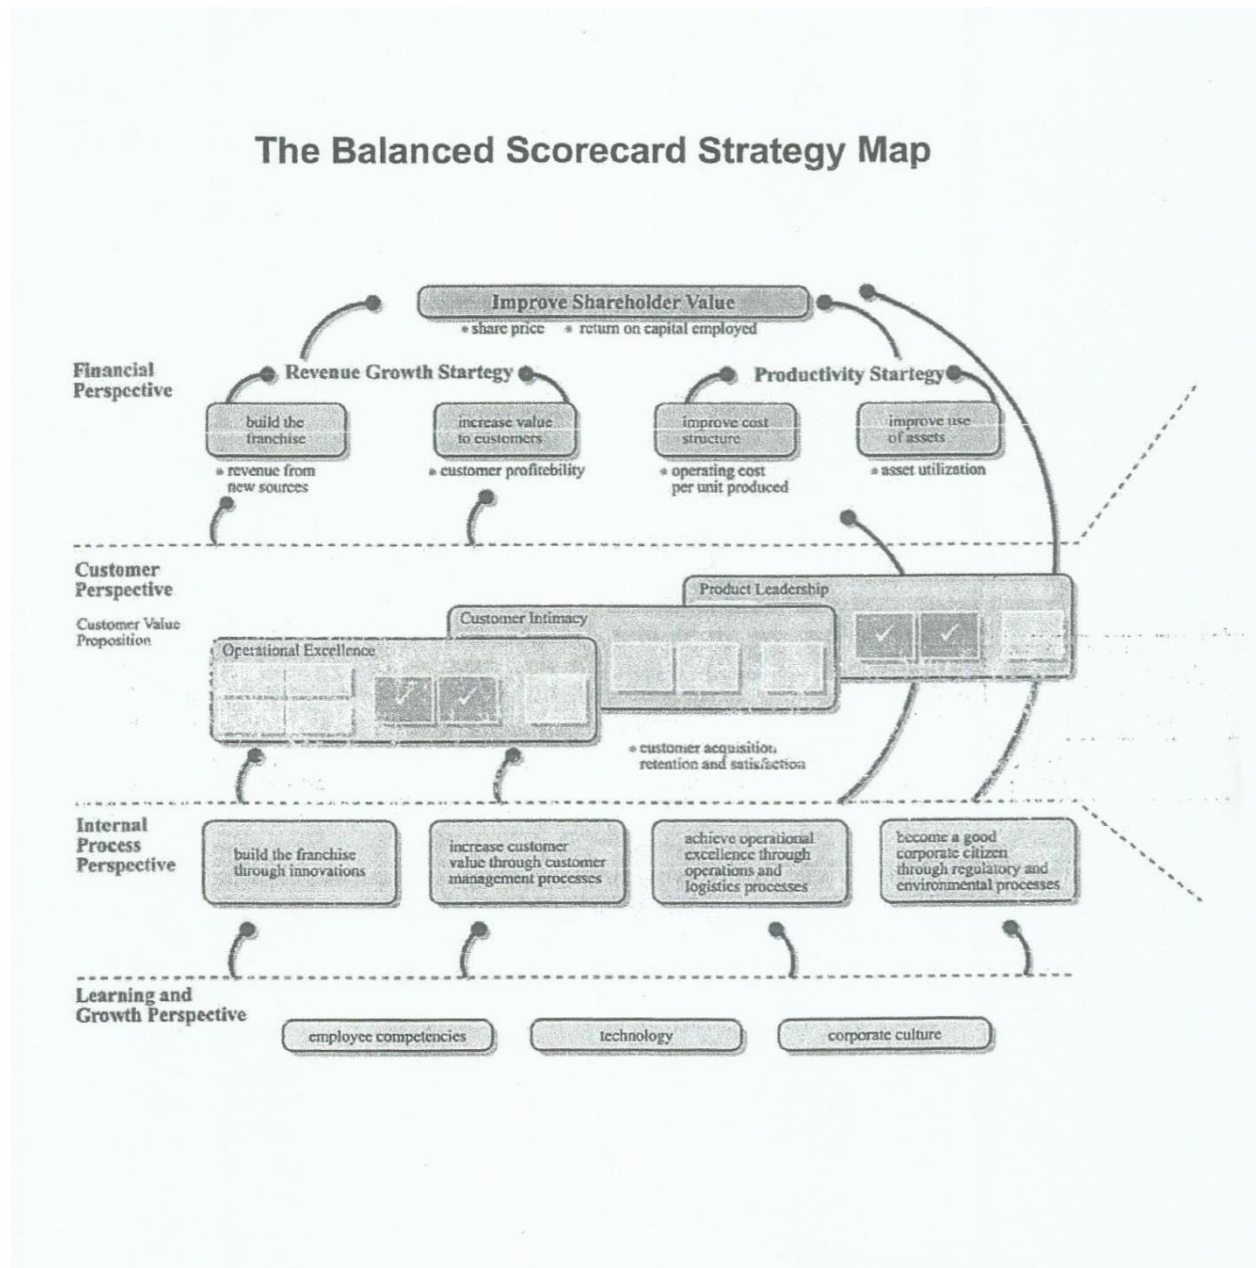 The Balanced Scorecard Strategy Map
Improve Shareholder Value
• share price • return on capital employed
Financial
Perspective
Revenue Growth Startegy
Productivity Startegy
build the
franchise
increase value
to customers
improve cost
structure
improve use
of assets
• revenue from
new sources
• customer profitebility
• operating cost
per unit produced
• asset utilization
Customer
Perspective
Customer Value
Proposition
Product Leadership
Customer Intimacy
Operational Excellence
• customer acquisition,
retention and satisfaction
Internal
Process
Perspective
build the franchise
through innovations
increase customer
value through customer
management processes
achieve operational
excellence through
operations and
logistics processes
become a good
corporate citizen
through regulatory and
environmental processes
Learning and
Growth Perspective
employee competencies
technology
corporate culture